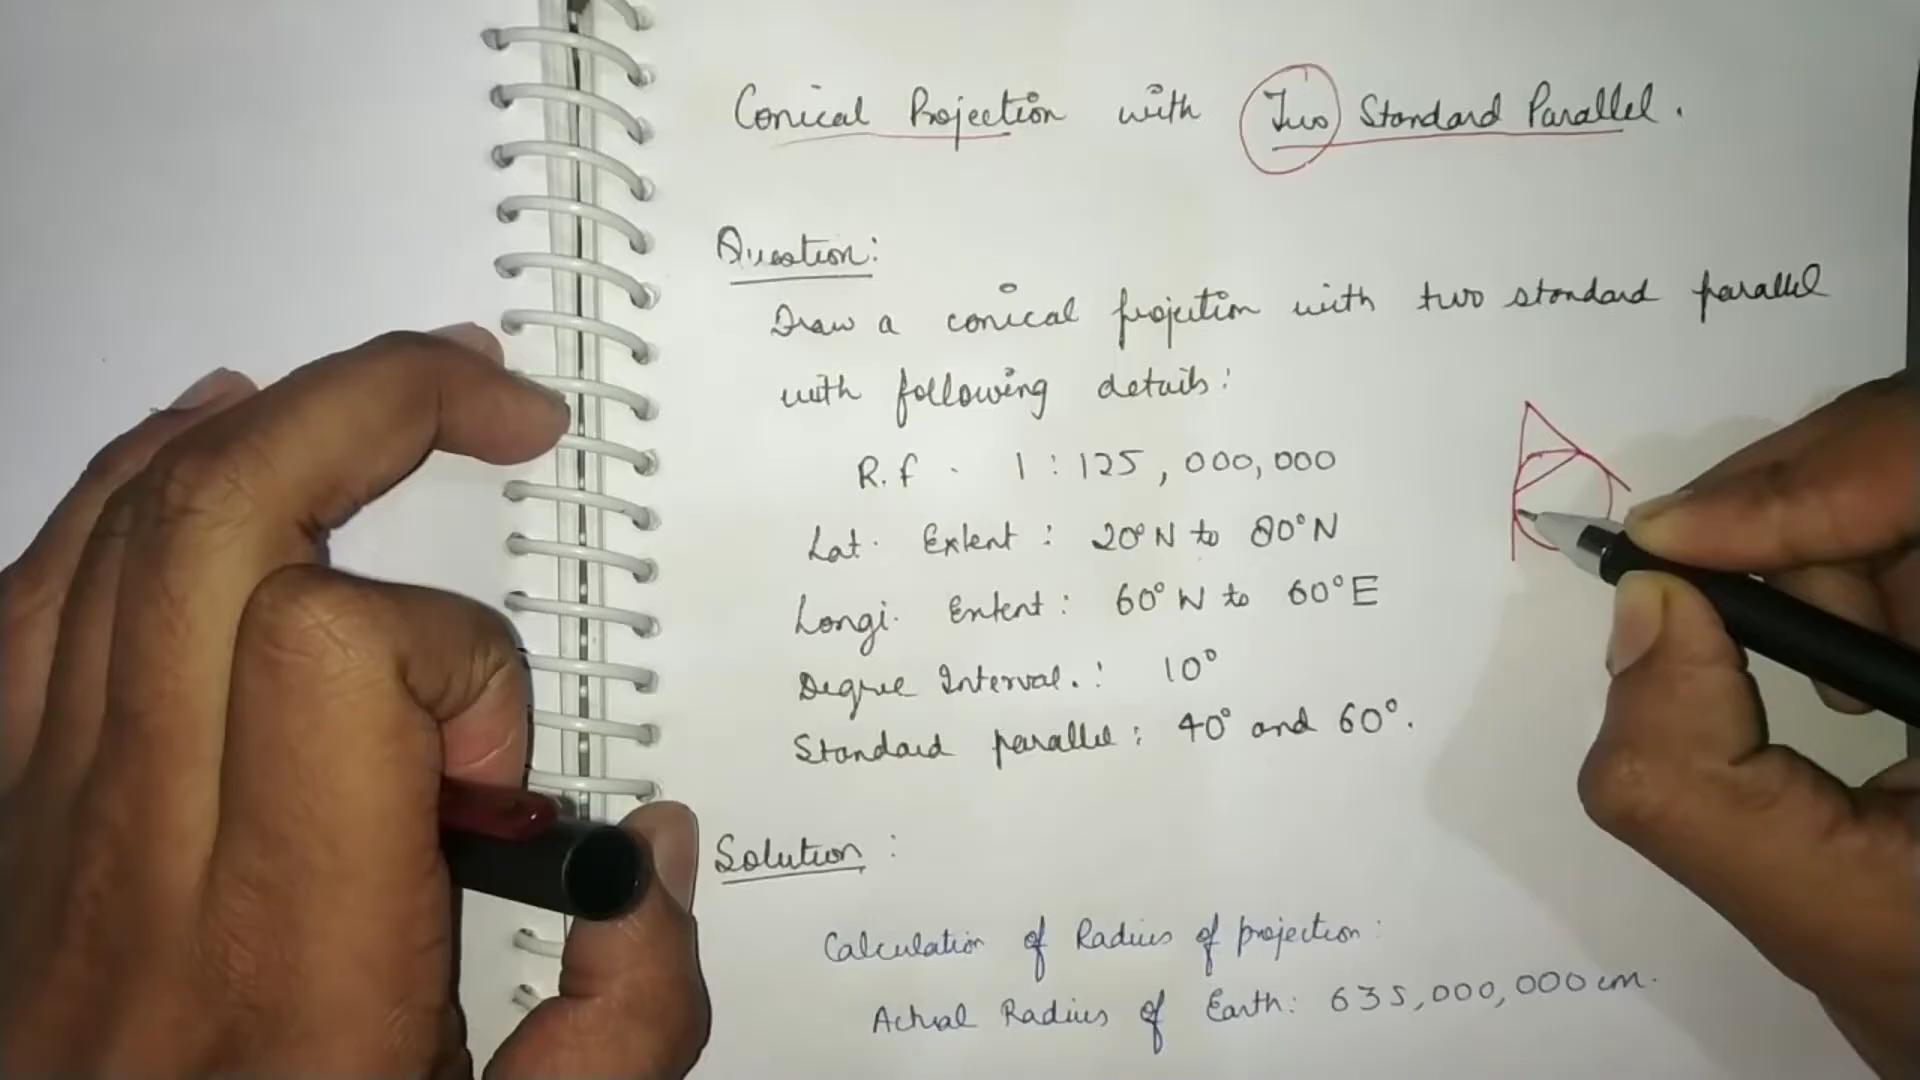 Conical Projection with Two Standard Parallel.
Question:
Draw a conical projection with two standard parallel
with following details:
R.f. 1 : 125,000,000
Lat. Extent : 20°N to 80°N
Longi. Extent : 60°W to 60°E
Degree Interval. : 10°
Standard parallel : 40° and 60°.
Solution :
Calculation of Radius of projection :
Actual Radius of Earth : 635,000,000 cm.